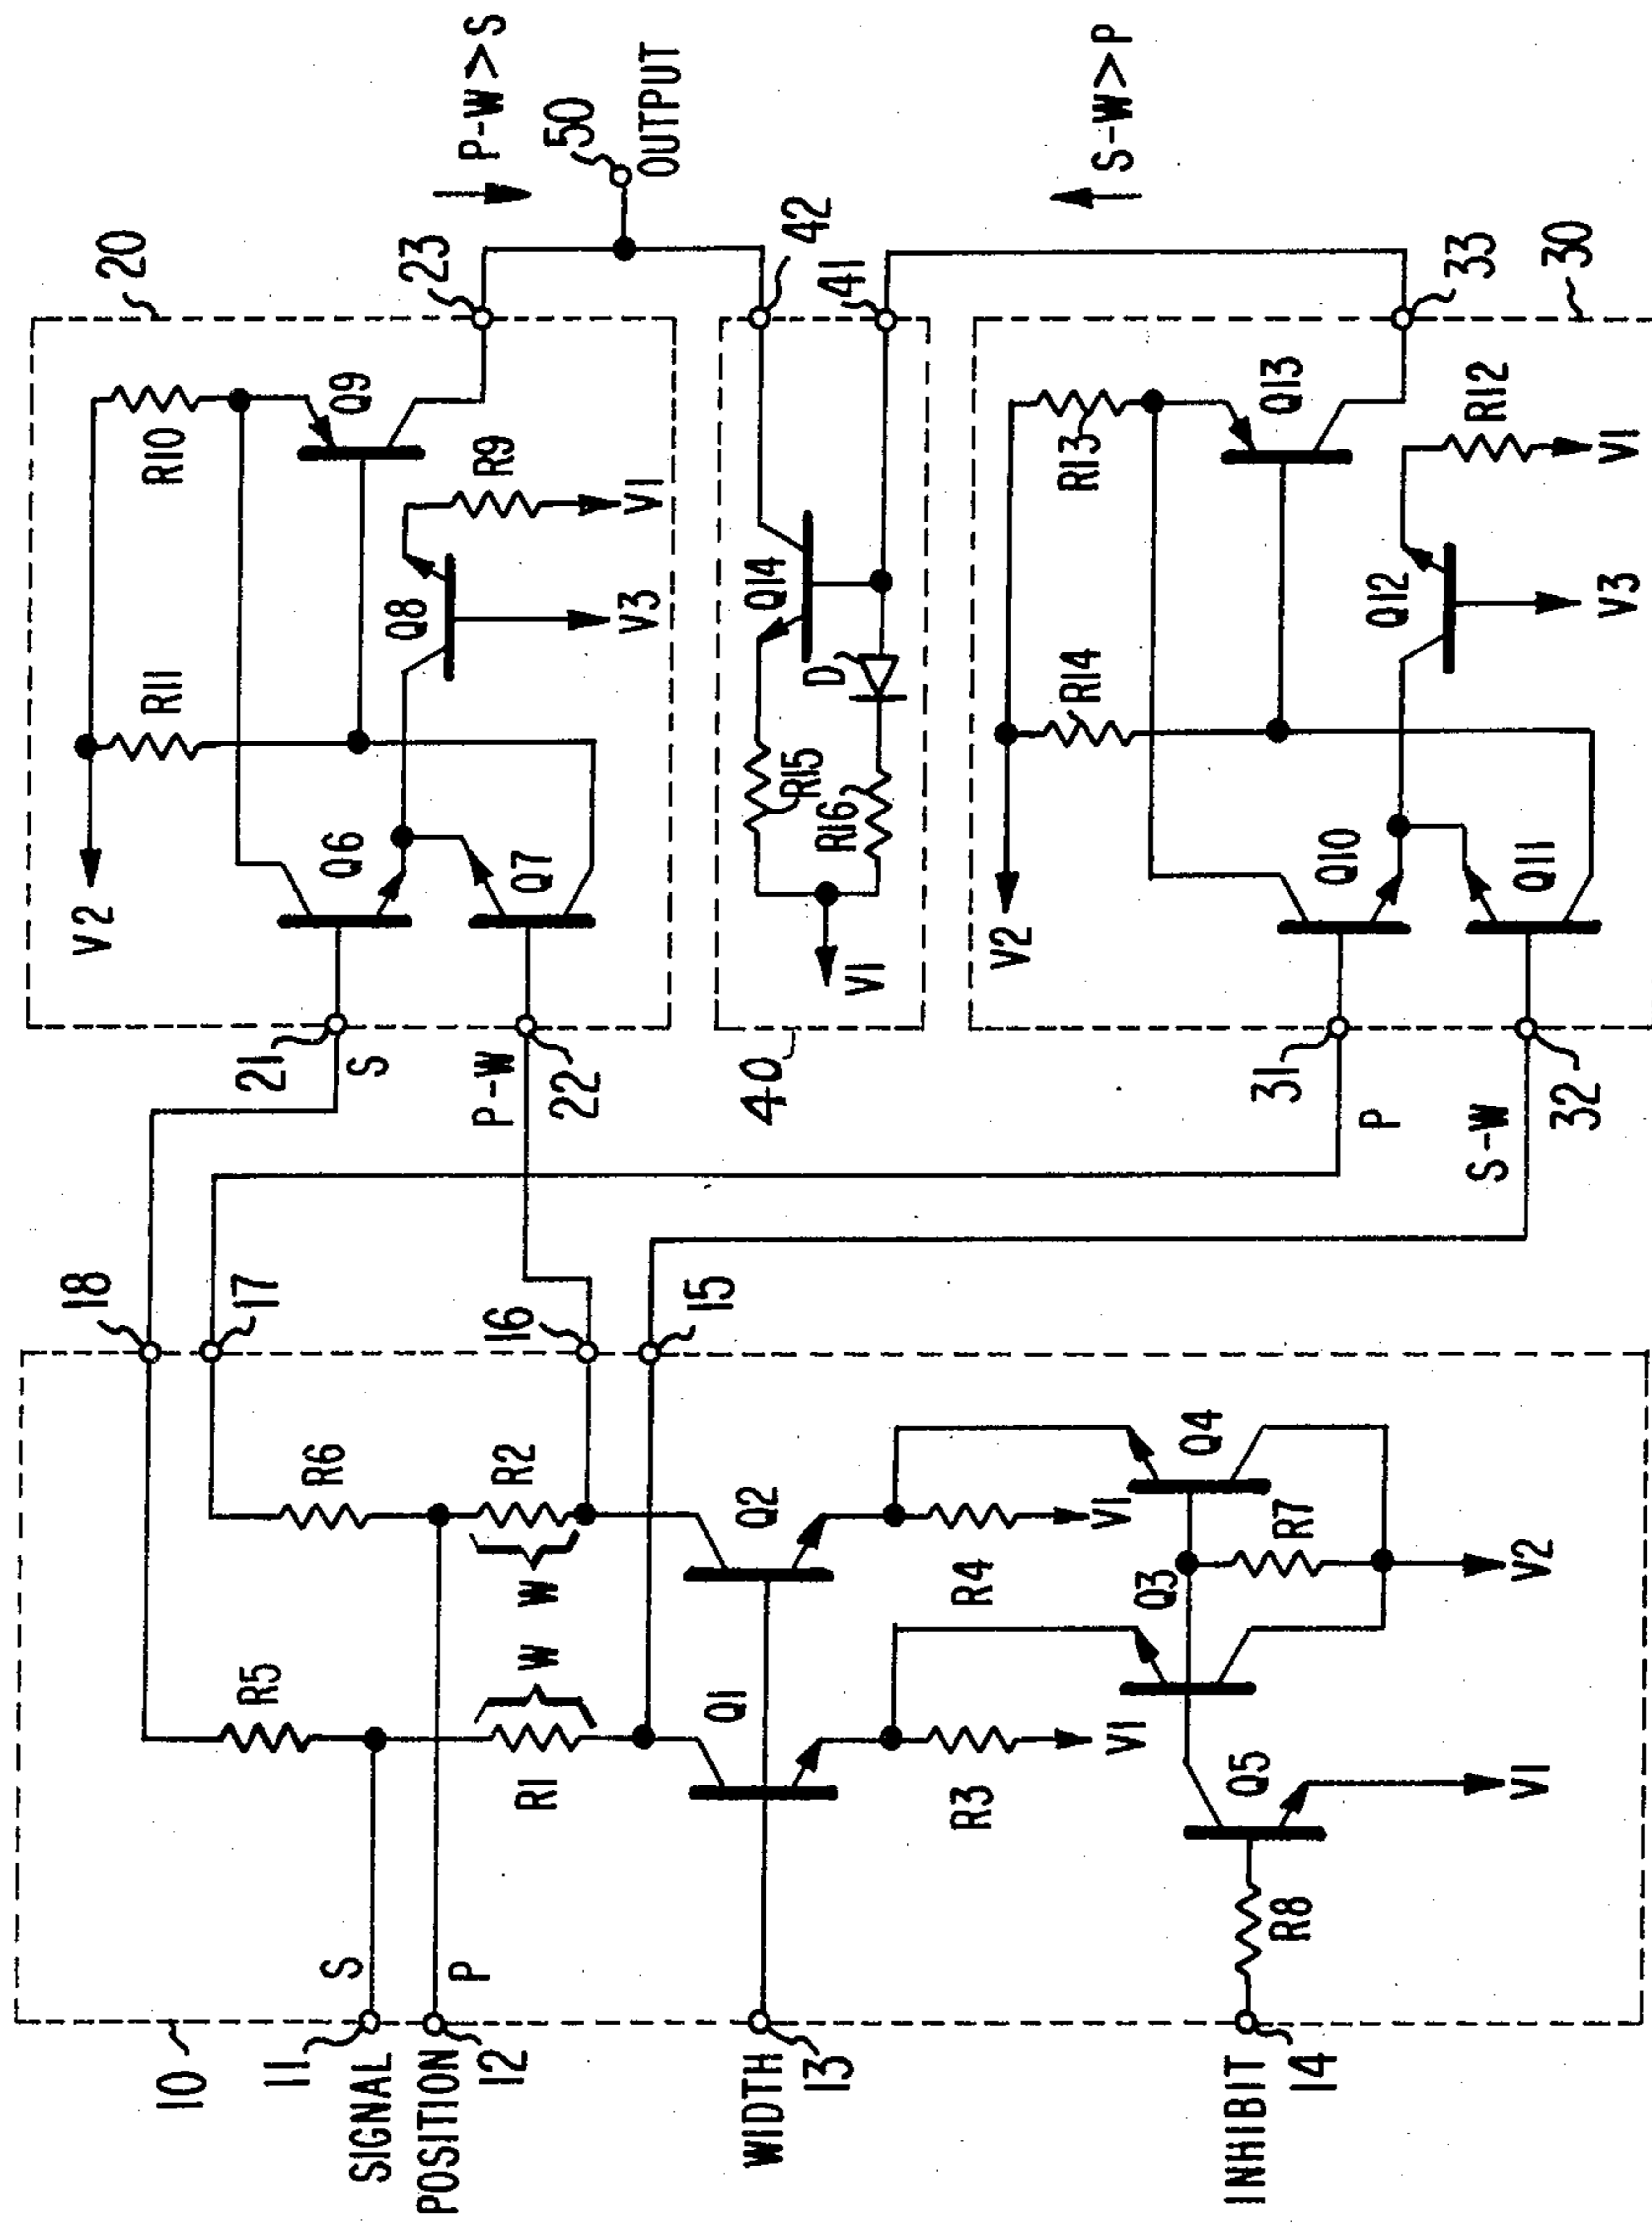 10
11
SIGNAL
S
POSITION
P
12
WIDTH
13
INHIBIT
14
R5
R6
R1
W
W
R2
Q1
Q2
R3
V1
R4
V1
R8
Q5
V1
Q3
Q4
R7
V2
18
17
16
15
21
S
P-W
22
31
P
S-W
32
20
V2
R11
R10
Q6
Q7
Q8
Q9
R9
V1
V3
23
40
V1
R15
R16
D
Q14
42
41
30
V2
R14
R13
Q10
Q11
Q12
Q13
R12
V1
V3
33
50
OUTPUT
P-W>S
S-W>P